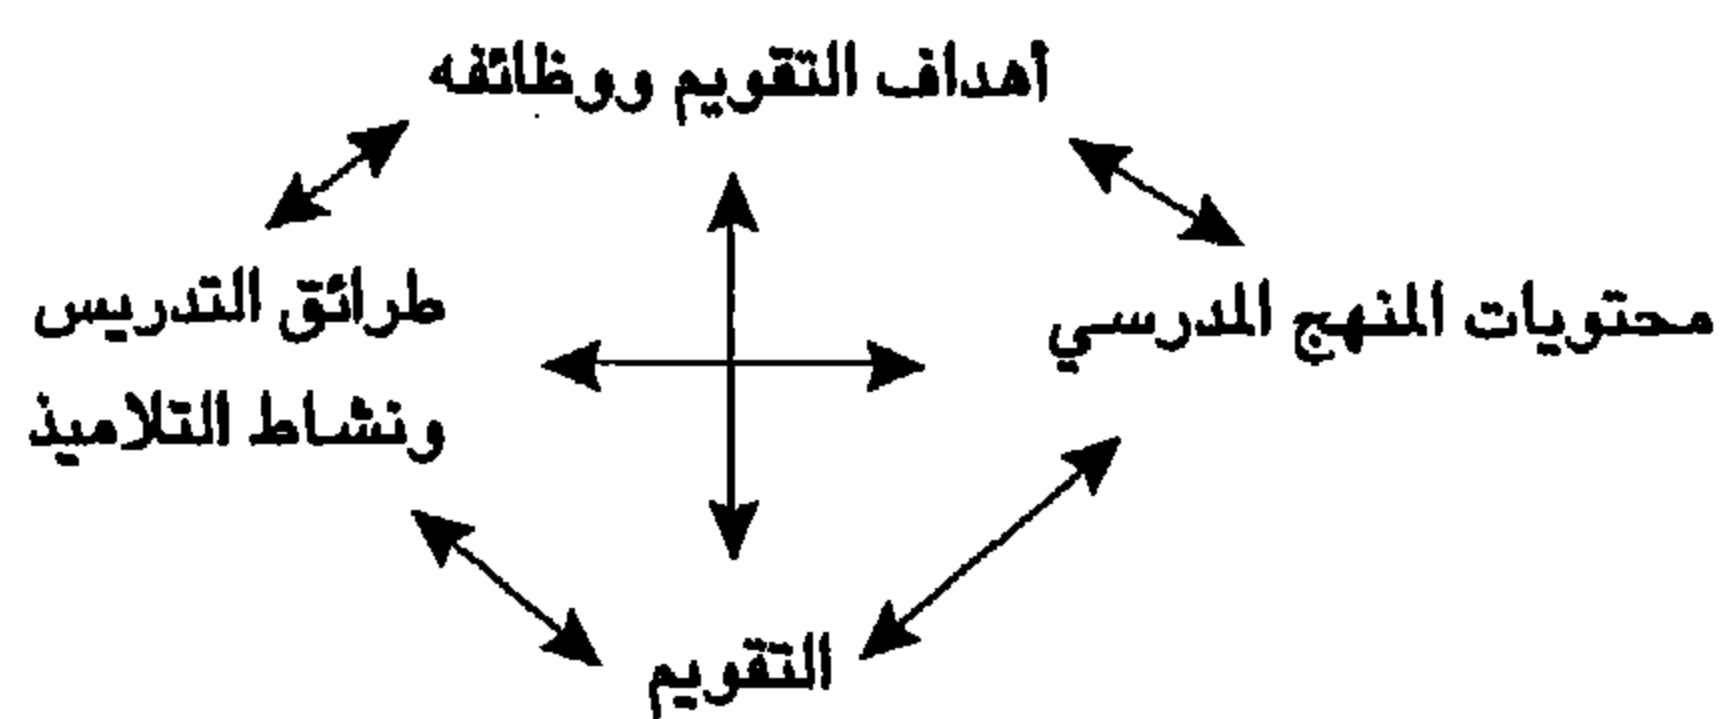 أهداف التقويم ووظائفه
محتويات المنهج المدرسي
طرائق التدريس
ونشاط التلاميذ
التقويم